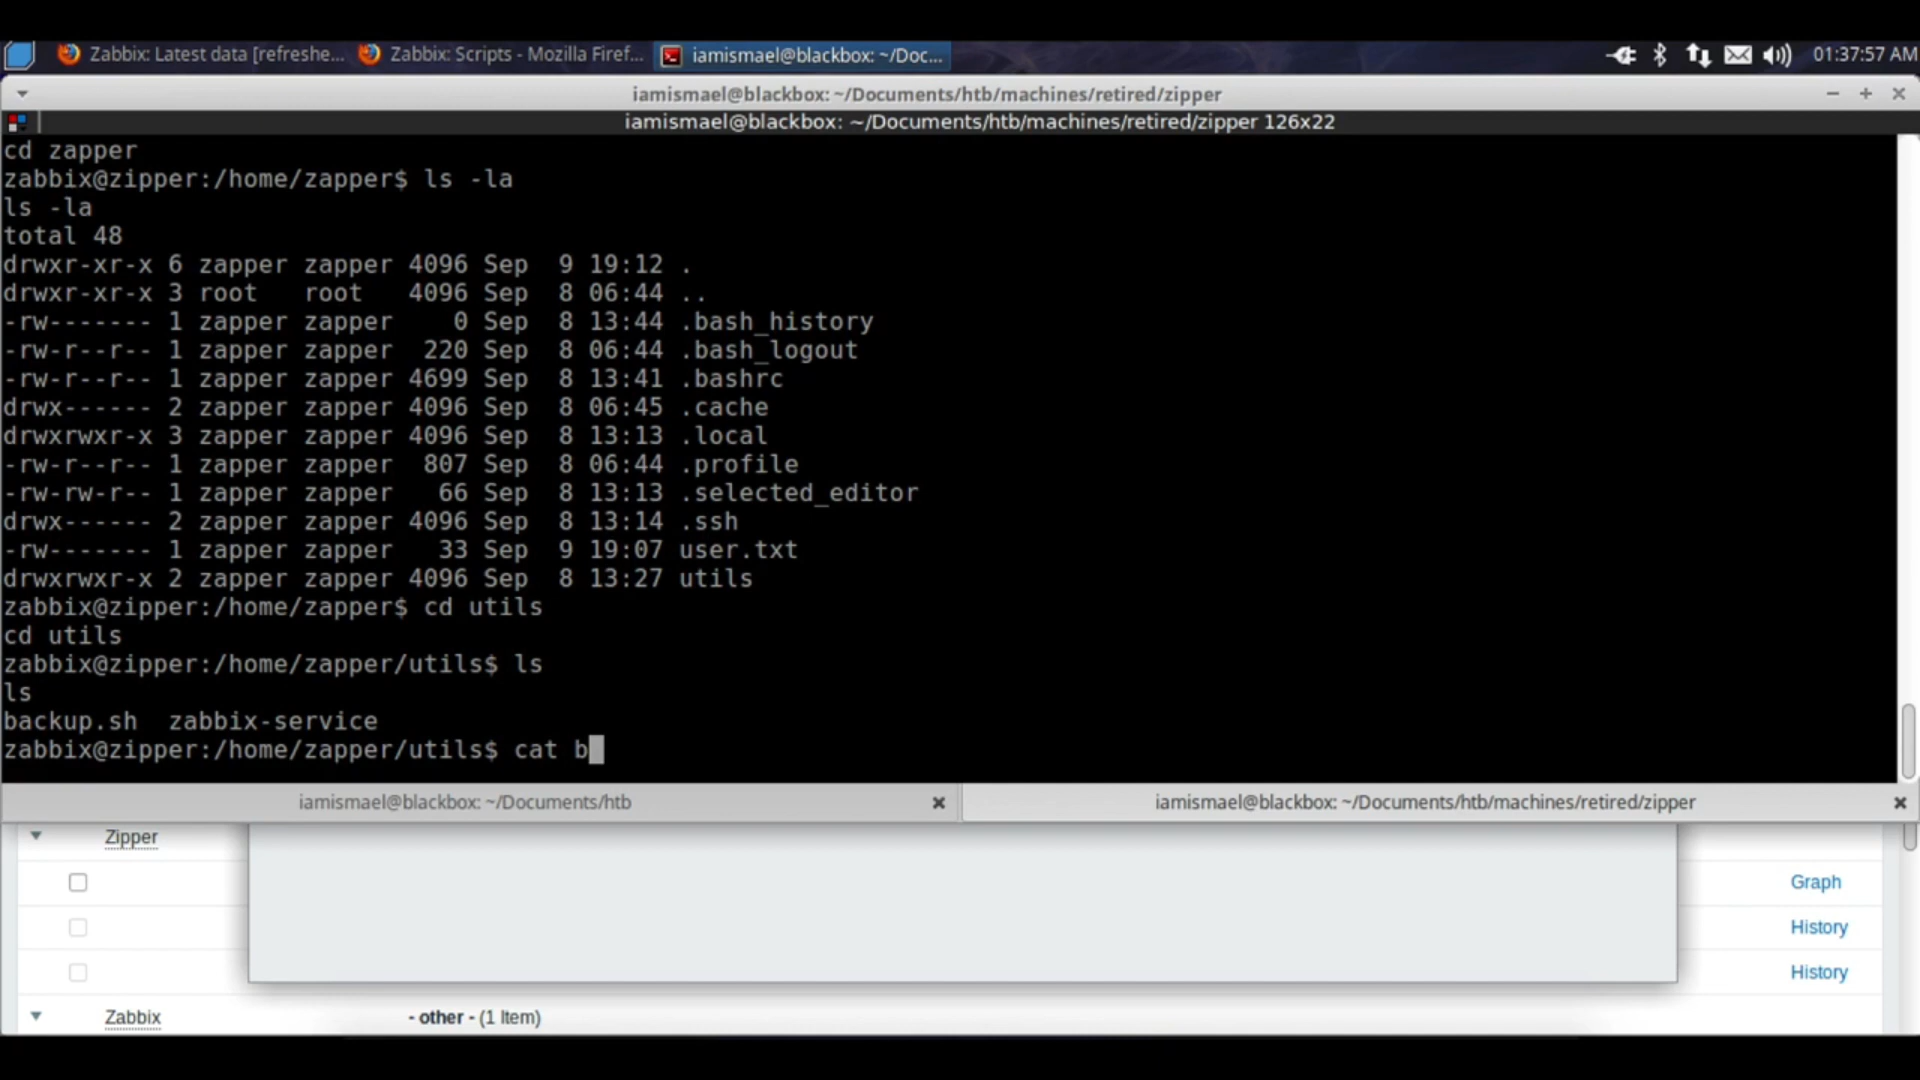 Zabbix: Latest data [refreshe...
Zabbix: Scripts - Mozilla Firef...
iamismael@blackbox: ~/Doc...
01:37:57 AM
iamismael@blackbox: ~/Documents/htb/machines/retired/zipper
iamismael@blackbox: ~/Documents/htb/machines/retired/zipper 126x22
cd zapper
zabbix@zipper:/home/zapper$ ls -la
ls -la
total 48
drwxr-xr-x 6 zapper zapper 4096 Sep  9 19:12 .
drwxr-xr-x 3 root   root   4096 Sep  8 06:44 ..
-rw------- 1 zapper zapper    0 Sep  8 13:44 .bash_history
-rw-r--r-- 1 zapper zapper  220 Sep  8 06:44 .bash_logout
-rw-r--r-- 1 zapper zapper 4699 Sep  8 13:41 .bashrc
drwx------ 2 zapper zapper 4096 Sep  8 06:45 .cache
drwxrwxr-x 3 zapper zapper 4096 Sep  8 13:13 .local
-rw-r--r-- 1 zapper zapper  807 Sep  8 06:44 .profile
-rw-rw-r-- 1 zapper zapper   66 Sep  8 13:13 .selected_editor
drwx------ 2 zapper zapper 4096 Sep  8 13:14 .ssh
-rw------- 1 zapper zapper   33 Sep  9 19:07 user.txt
drwxrwxr-x 2 zapper zapper 4096 Sep  8 13:27 utils
zabbix@zipper:/home/zapper$ cd utils
cd utils
zabbix@zipper:/home/zapper/utils$ ls
ls
backup.sh  zabbix-service
zabbix@zipper:/home/zapper/utils$ cat b
iamismael@blackbox: ~/Documents/htb
iamismael@blackbox: ~/Documents/htb/machines/retired/zipper
Zipper
Graph
History
History
Zabbix
- other - (1 Item)